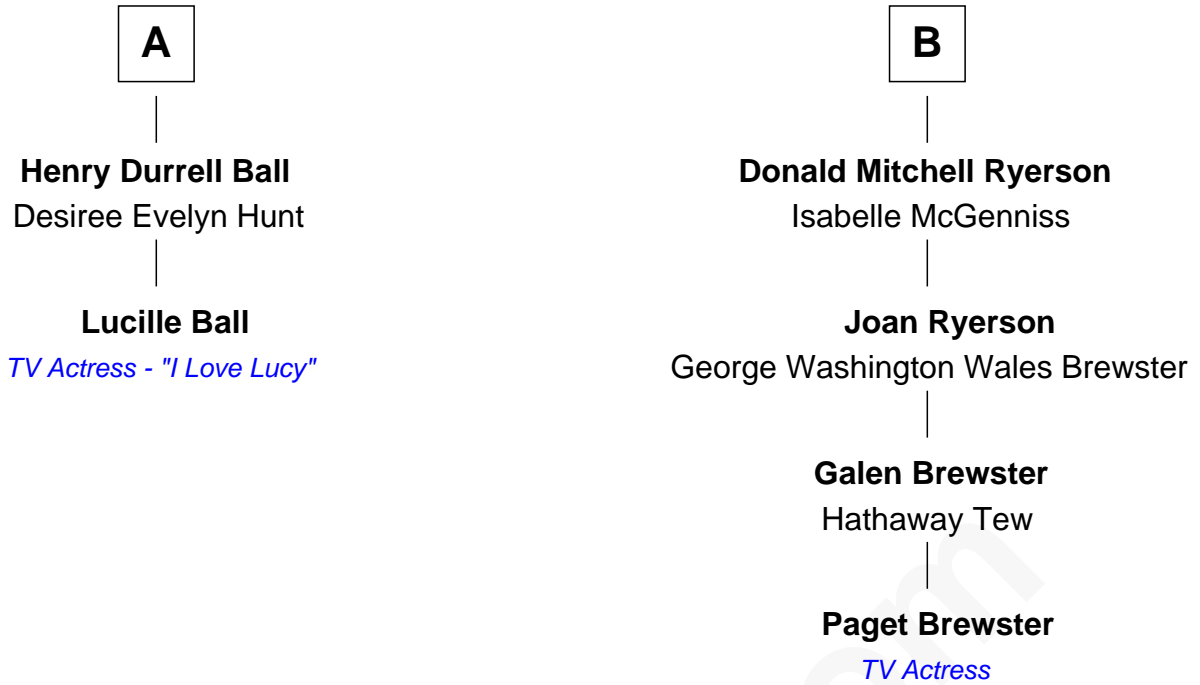 A
Henry Durrell Ball
Desiree Evelyn Hunt
Lucille Ball
TV Actress - "I Love Lucy"
B
Donald Mitchell Ryerson
Isabelle McGenniss
Joan Ryerson
George Washington Wales Brewster
Galen Brewster
Hathaway Tew
Paget Brewster
TV Actress